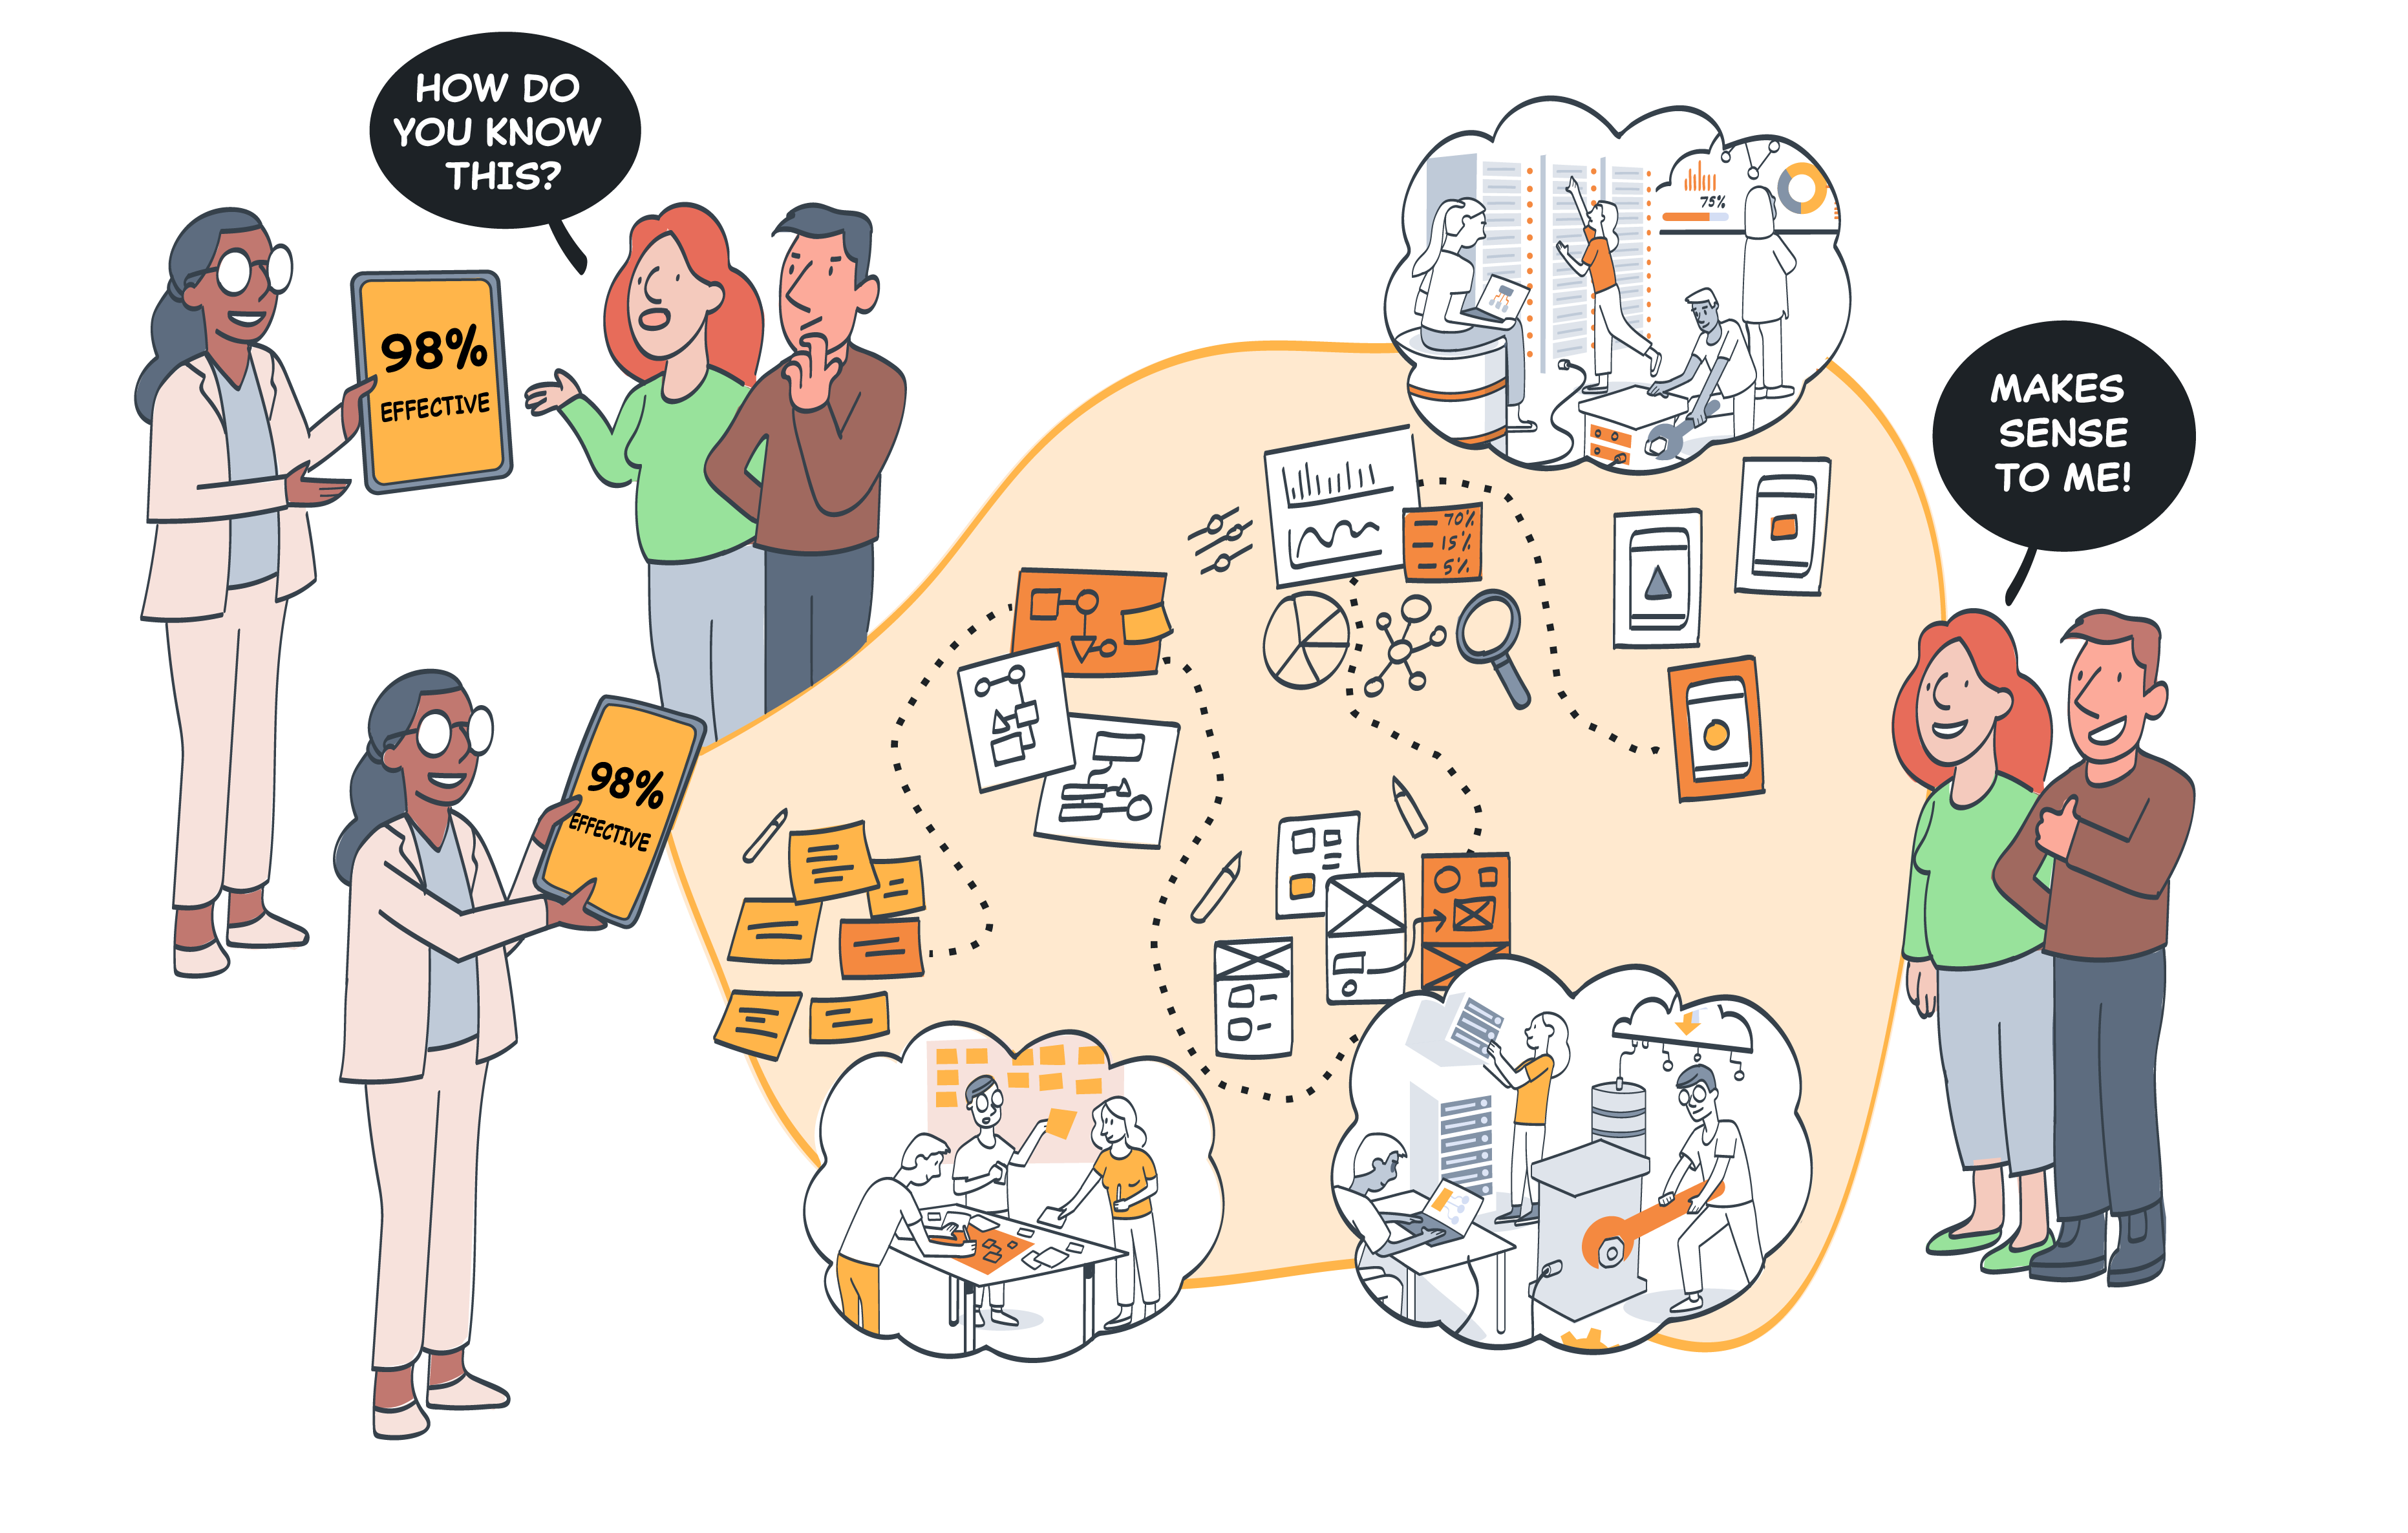 HOW DO
YOU KNOW
THIS?
98%
EFFECTIVE
75%
MAKES
SENSE
TO ME!
70%
15%
5%
98%
EFFECTIVE